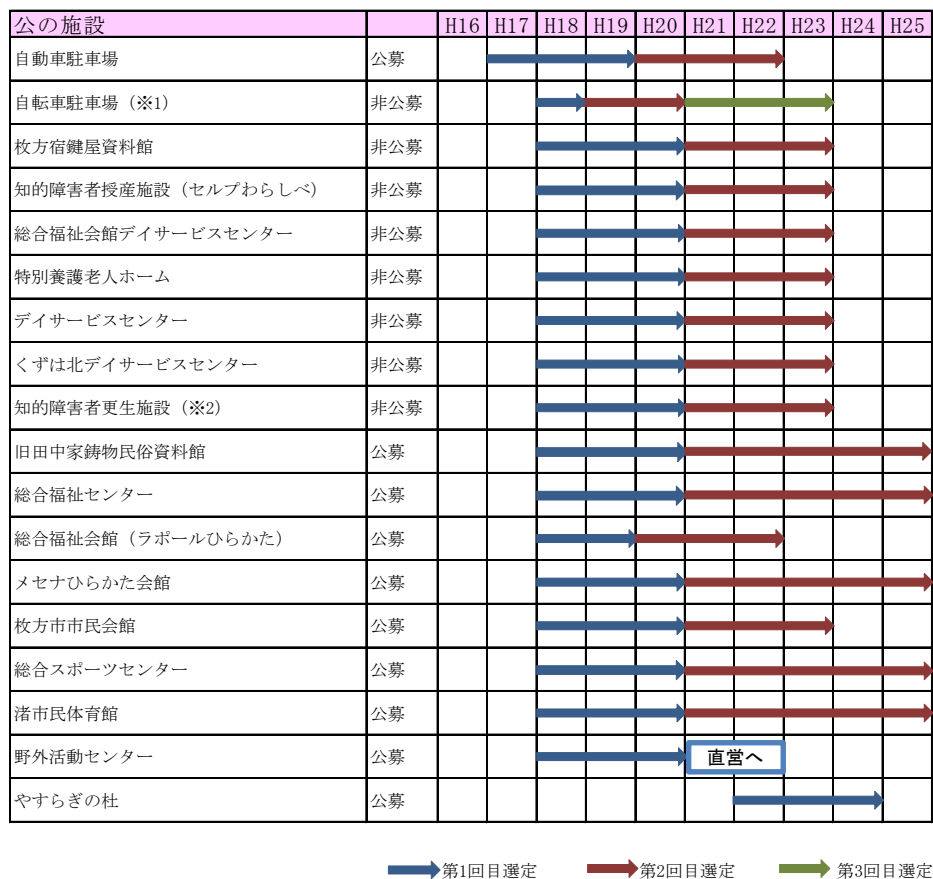 公の施設 H16 H17 H18 H19 H20 H21 H22 H23 H24 H25
自動車駐車場 公募
自転車駐車場（※1） 非公募
枚方宿鍵屋資料館 非公募
知的障害者授産施設（セルプわらしべ） 非公募
総合福祉会館デイサービスセンター 非公募
特別養護老人ホーム 非公募
デイサービスセンター 非公募
くずは北デイサービスセンター 非公募
知的障害者更生施設（※2） 非公募
旧田中家鋳物民俗資料館 公募
総合福祉センター 公募
総合福祉会館（ラポールひらかた） 公募
メセナひらかた会館 公募
枚方市市民会館 公募
総合スポーツセンター 公募
渚市民体育館 公募
野外活動センター 公募 直営へ
やすらぎの杜 公募
第1回目選定 第2回目選定 第3回目選定